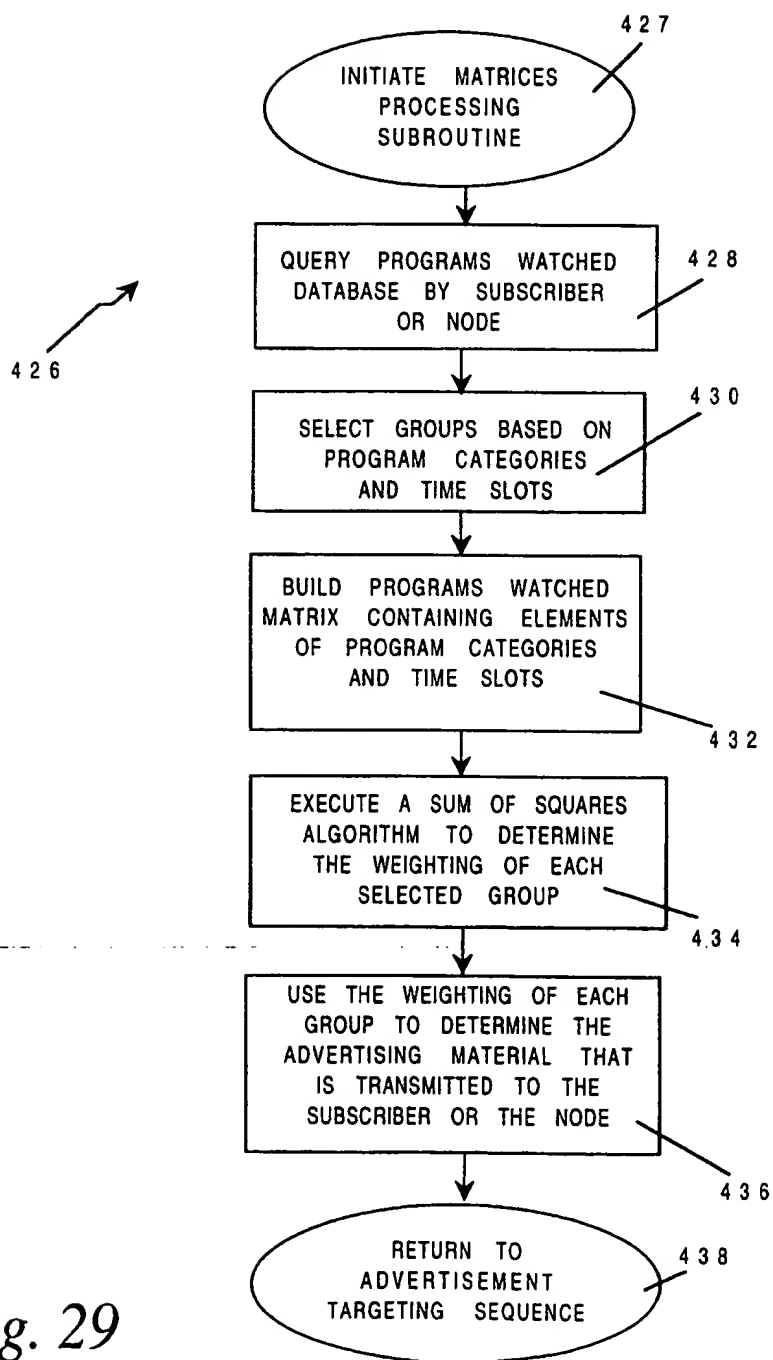 427
INITIATE MATRICES
PROCESSING
SUBROUTINE
QUERY PROGRAMS WATCHED
DATABASE BY SUBSCRIBER
OR NODE
428
426
430
SELECT GROUPS BASED ON
PROGRAM CATEGORIES
AND TIME SLOTS
BUILD PROGRAMS WATCHED
MATRIX CONTAINING ELEMENTS
OF PROGRAM CATEGORIES
AND TIME SLOTS
432
EXECUTE A SUM OF SQUARES
ALGORITHM TO DETERMINE
THE WEIGHTING OF EACH
SELECTED GROUP
434
USE THE WEIGHTING OF EACH
GROUP TO DETERMINE THE
ADVERTISING MATERIAL THAT
IS TRANSMITTED TO THE
SUBSCRIBER OR THE NODE
436
RETURN TO
ADVERTISEMENT
TARGETING SEQUENCE
438
g. 29